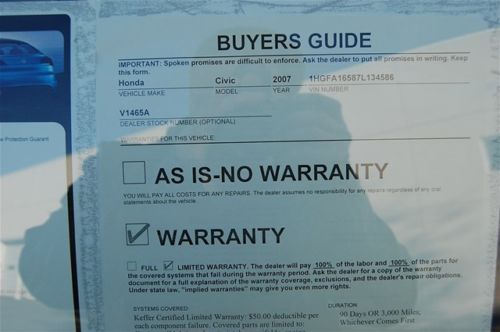 BUYERS GUIDE
IMPORTANT: Spoken promises are difficult to enforce. Ask the dealer to put all promises in writing. Keep
this form.
Honda Civic 2007 1HGFA16587L134586
VEHICLE MAKE MODEL YEAR VIN NUMBER
V1465A
DEALER STOCK NUMBER (OPTIONAL)
WARRANTIES FOR THIS VEHICLE:
e Protection Guarant
AS IS-NO WARRANTY
YOU WILL PAY ALL COSTS FOR ANY REPAIRS. The dealer assumes no responsibility for any repairs regardless of any oral
statements about the vehicle.
WARRANTY
FULL LIMITED WARRANTY. The dealer will pay 100% of the labor and 100% of the parts for
the covered systems that fail during the warranty period. Ask the dealer for a copy of the warranty
document for a full explanation of the warranty coverage, exclusions, and the dealer's repair obligations.
Under state law, "implied warranties" may give you even more rights.
SYSTEMS COVERED DURATION
Keffer Certified Limited Warranty: $50.00 deductible per 90 Days OR 3,000 Miles,
each component failure. Covered parts are limited to: Whichever Comes First